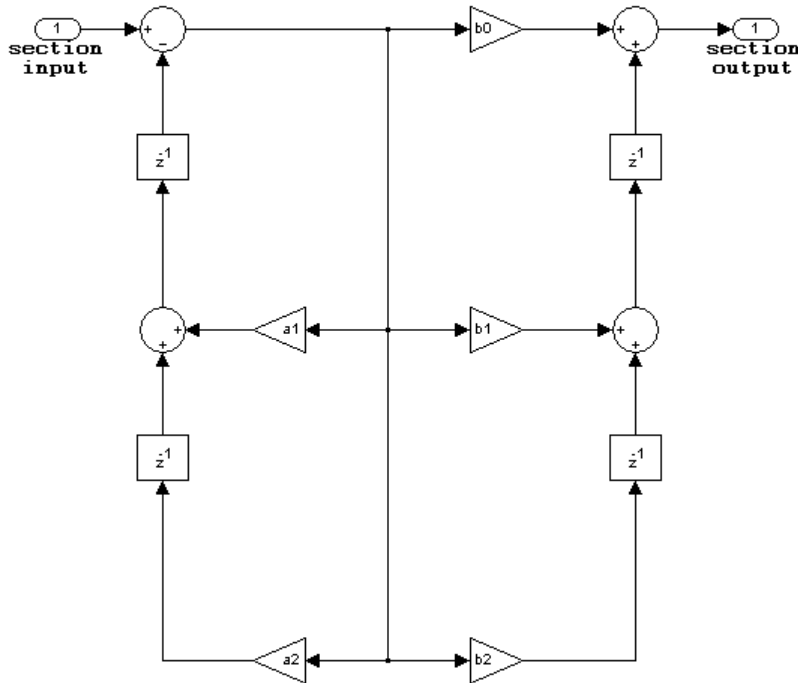 1
section
input
+
−
b0
+
+
1
section
output
z-1
z-1
+
+
a1
b1
+
+
z-1
z-1
a2
b2